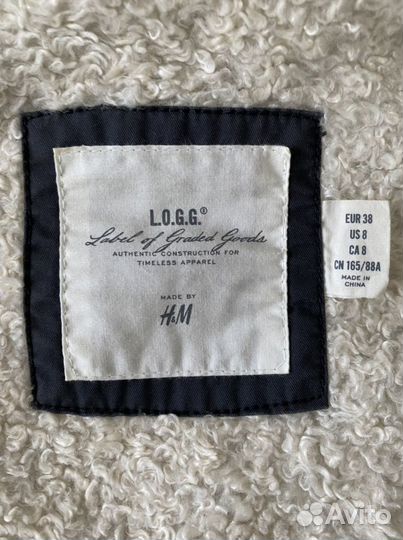 L.O.G.G.®
Label of Graded Goods
AUTHENTIC CONSTRUCTION FOR
TIMELESS APPAREL
MADE BY
H&M
EUR 38
US 8
CA 8
CN 165/88A
MADE IN
CHINA
Avito